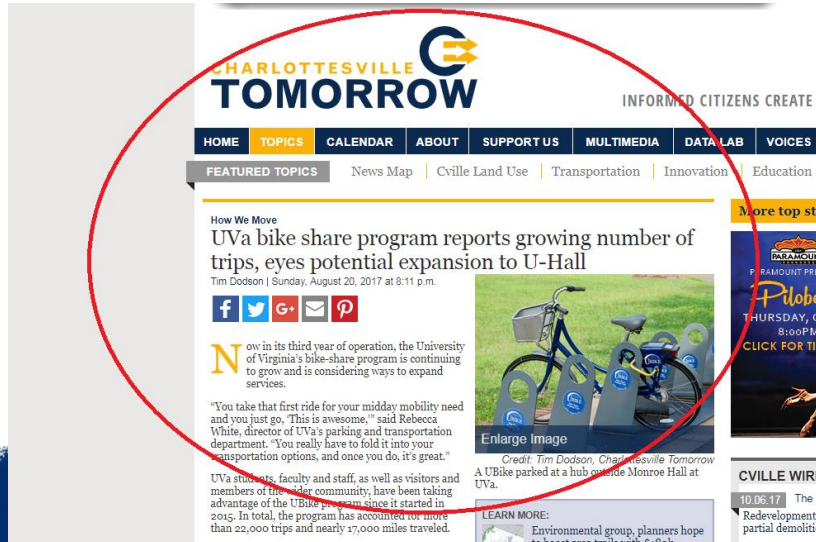 CHARLOTTESVILLE
TOMORROW
INFORMED CITIZENS CREATE
HOME TOPICS CALENDAR ABOUT SUPPORT US MULTIMEDIA DATA LAB VOICES
FEATURED TOPICS News Map Cville Land Use Transportation Innovation Education
How We Move
UVa bike share program reports growing number of
trips, eyes potential expansion to U-Hall
Tim Dodson | Sunday, August 20, 2017 at 8:11 p.m.
Now in its third year of operation, the University
of Virginia's bike-share program is continuing
to grow and is considering ways to expand
services.
"You take that first ride for your midday mobility need
and you just go, 'This is awesome,'" said Rebecca
White, director of UVa's parking and transportation
department. "You really have to fold it into your
transportation options, and once you do, it's great."
UVa students, faculty and staff, as well as visitors and
members of the wider community, have been taking
advantage of the UBike program since it started in
2015. In total, the program has accounted for more
than 22,000 trips and nearly 17,000 miles traveled.
Enlarge Image
Credit: Tim Dodson, Charlottesville Tomorrow
A UBike parked at a hub outside Monroe Hall at
UVa.
LEARN MORE:
Environmental group, planners hope
More top
PARAMOUNT
THURSDAY,
8:00PM
CLICK FOR
CVILLE
10.06.17 The
Redevelopment
partial